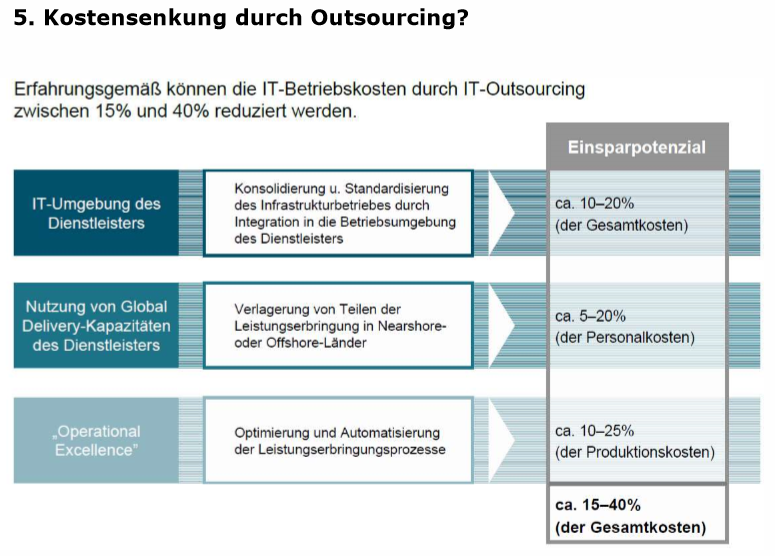 5. Kostensenkung durch Outsourcing?
Erfahrungsgemäß können die IT-Betriebskosten durch IT-Outsourcing
zwischen 15% und 40% reduziert werden.
Einsparpotenzial
IT-Umgebung des
Dienstleisters
Konsolidierung u. Standardisierung
des Infrastrukturbetriebes durch
Integration in die Betriebsumgebung
des Dienstleisters
ca. 10–20%
(der Gesamtkosten)
Nutzung von Global
Delivery-Kapazitäten
des Dienstleisters
Verlagerung von Teilen der
Leistungserbringung in Nearshore-
oder Offshore-Länder
ca. 5–20%
(der Personalkosten)
„Operational
Excellence”
Optimierung und Automatisierung
der Leistungserbringungsprozesse
ca. 10–25%
(der Produktionskosten)
ca. 15–40%
(der Gesamtkosten)